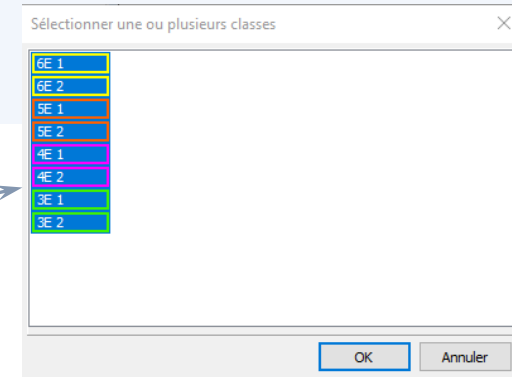 Sélectionner une ou plusieurs classes
6E 1
6E 2
5E 1
5E 2
4E 1
4E 2
3E 1
3E 2
OK Annuler